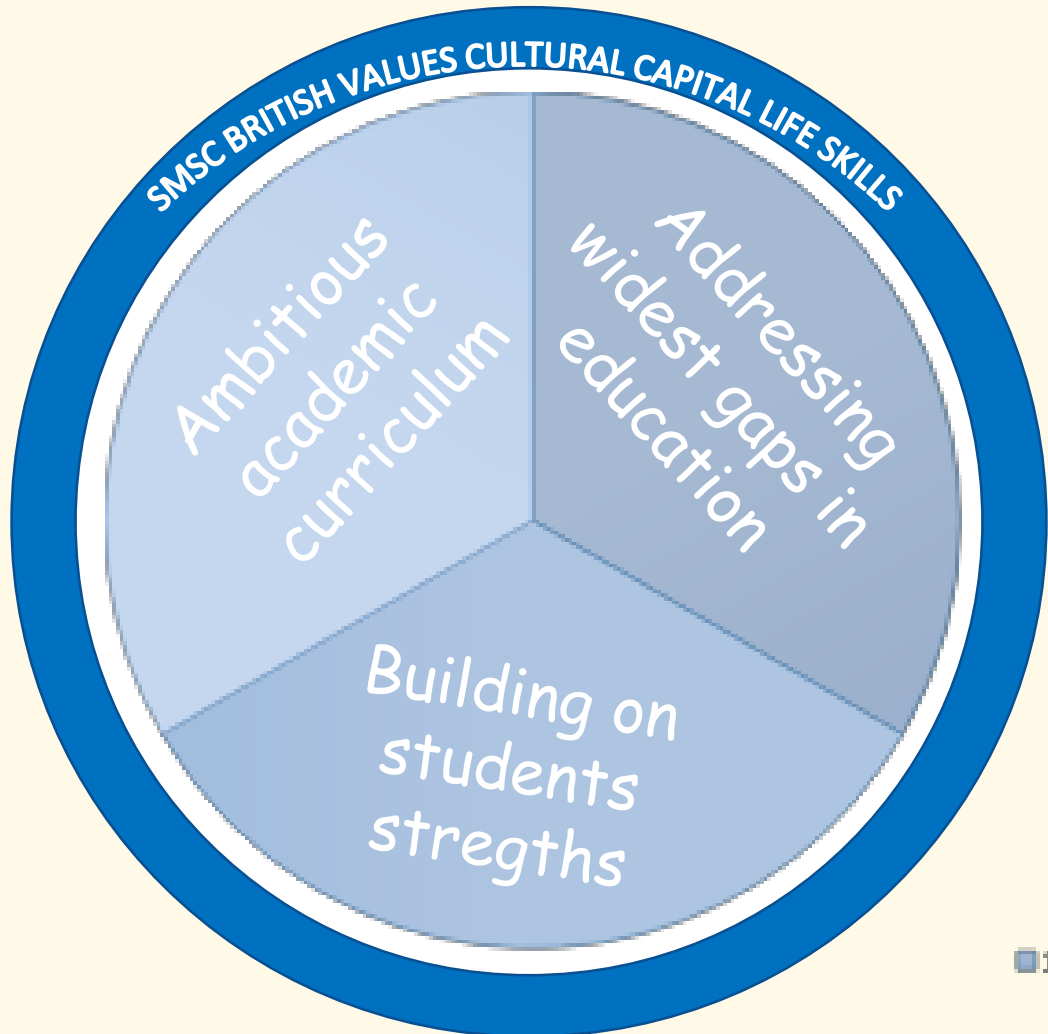 SMSC BRITISH VALUES CULTURAL CAPITAL LIFE SKILLS
Ambitious
academic
curriculum
Addressing
widest gaps in
education
Building on
students
stregths